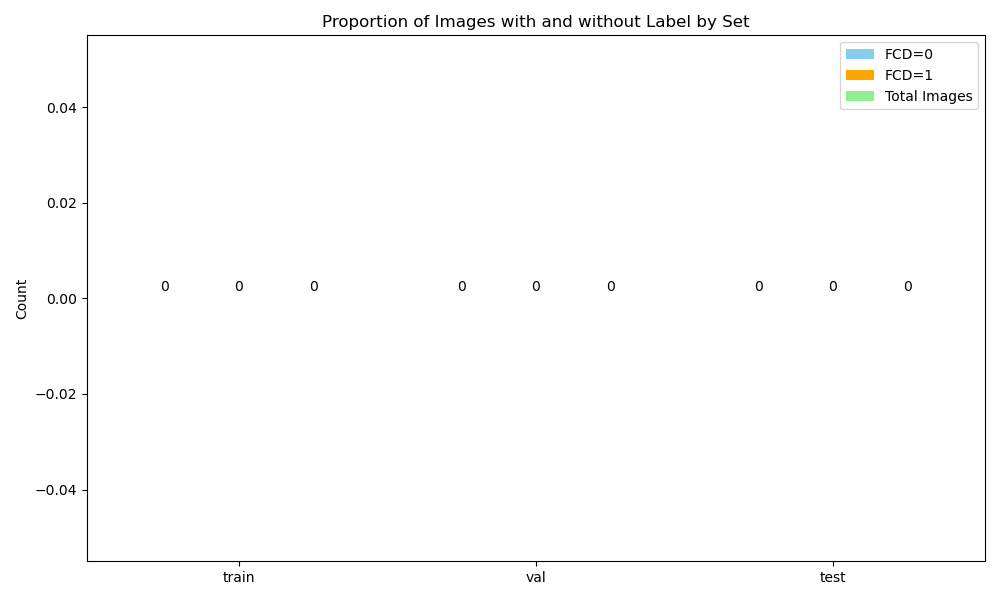 Proportion of Images with and without Label by Set
FCD=0
FCD=1
Total Images
Count
0.04
0.02
0.00
−0.02
−0.04
0 0 0 0 0 0 0 0 0
train val test